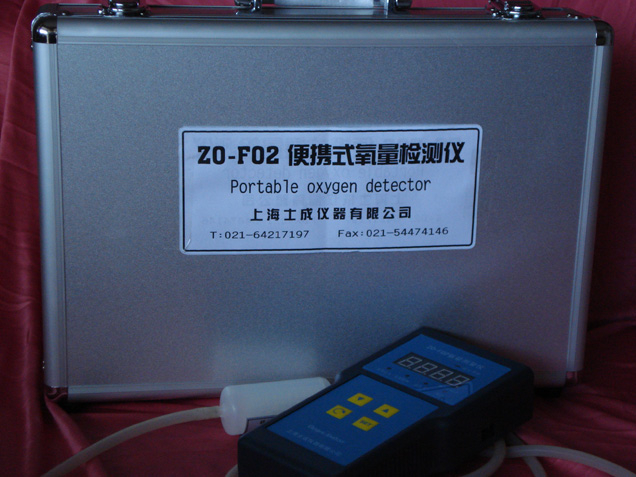 ZO-F02 便携式氧量检测仪
Portable oxygen detector
上海士成仪器有限公司
T:021-64217197 Fax:021-54474146
8888